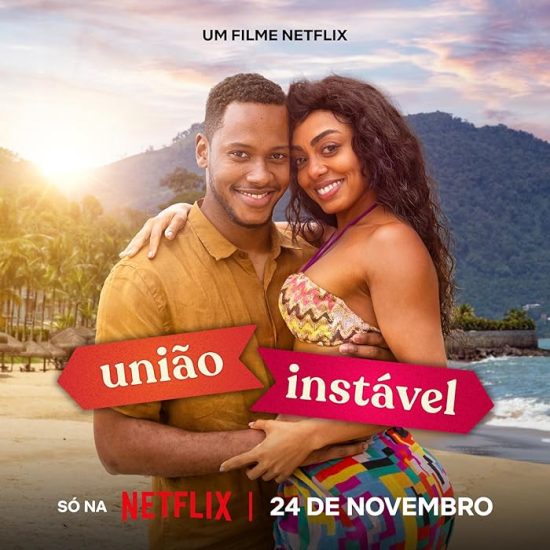 UM FILME NETFLIX
união
instável
SÓ NA NETFLIX | 24 DE NOVEMBRO